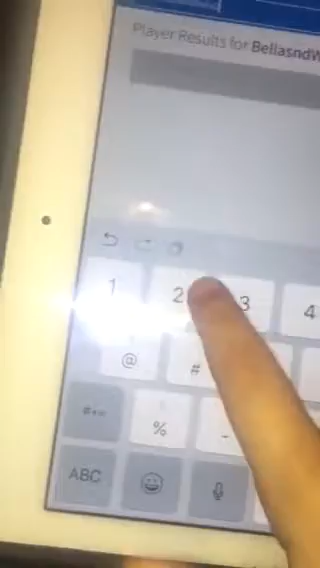 Player Results for BellasndW
1 2 3 4
@ #
#+= % -
ABC